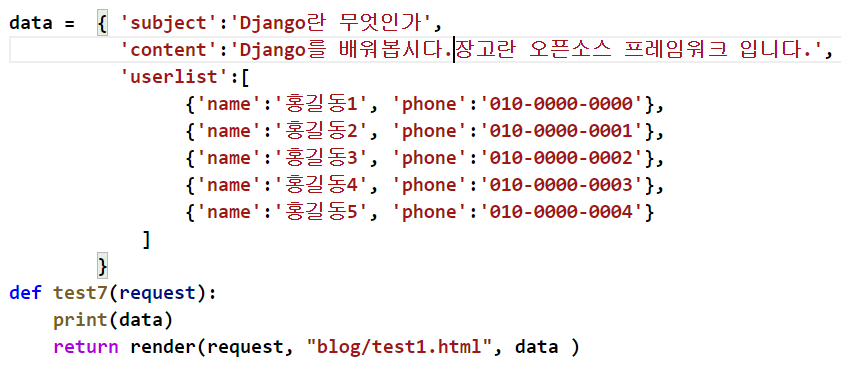 data =  { 'subject':'Django란 무엇인가',
'content':'Django를 배워봅시다.장고란 오픈소스 프레임워크 입니다.',
'userlist':[
{'name':'홍길동1', 'phone':'010-0000-0000'},
{'name':'홍길동2', 'phone':'010-0000-0001'},
{'name':'홍길동3', 'phone':'010-0000-0002'},
{'name':'홍길동4', 'phone':'010-0000-0003'},
{'name':'홍길동5', 'phone':'010-0000-0004'}
]
}
def test7(request):
print(data)
return render(request, "blog/test1.html", data )